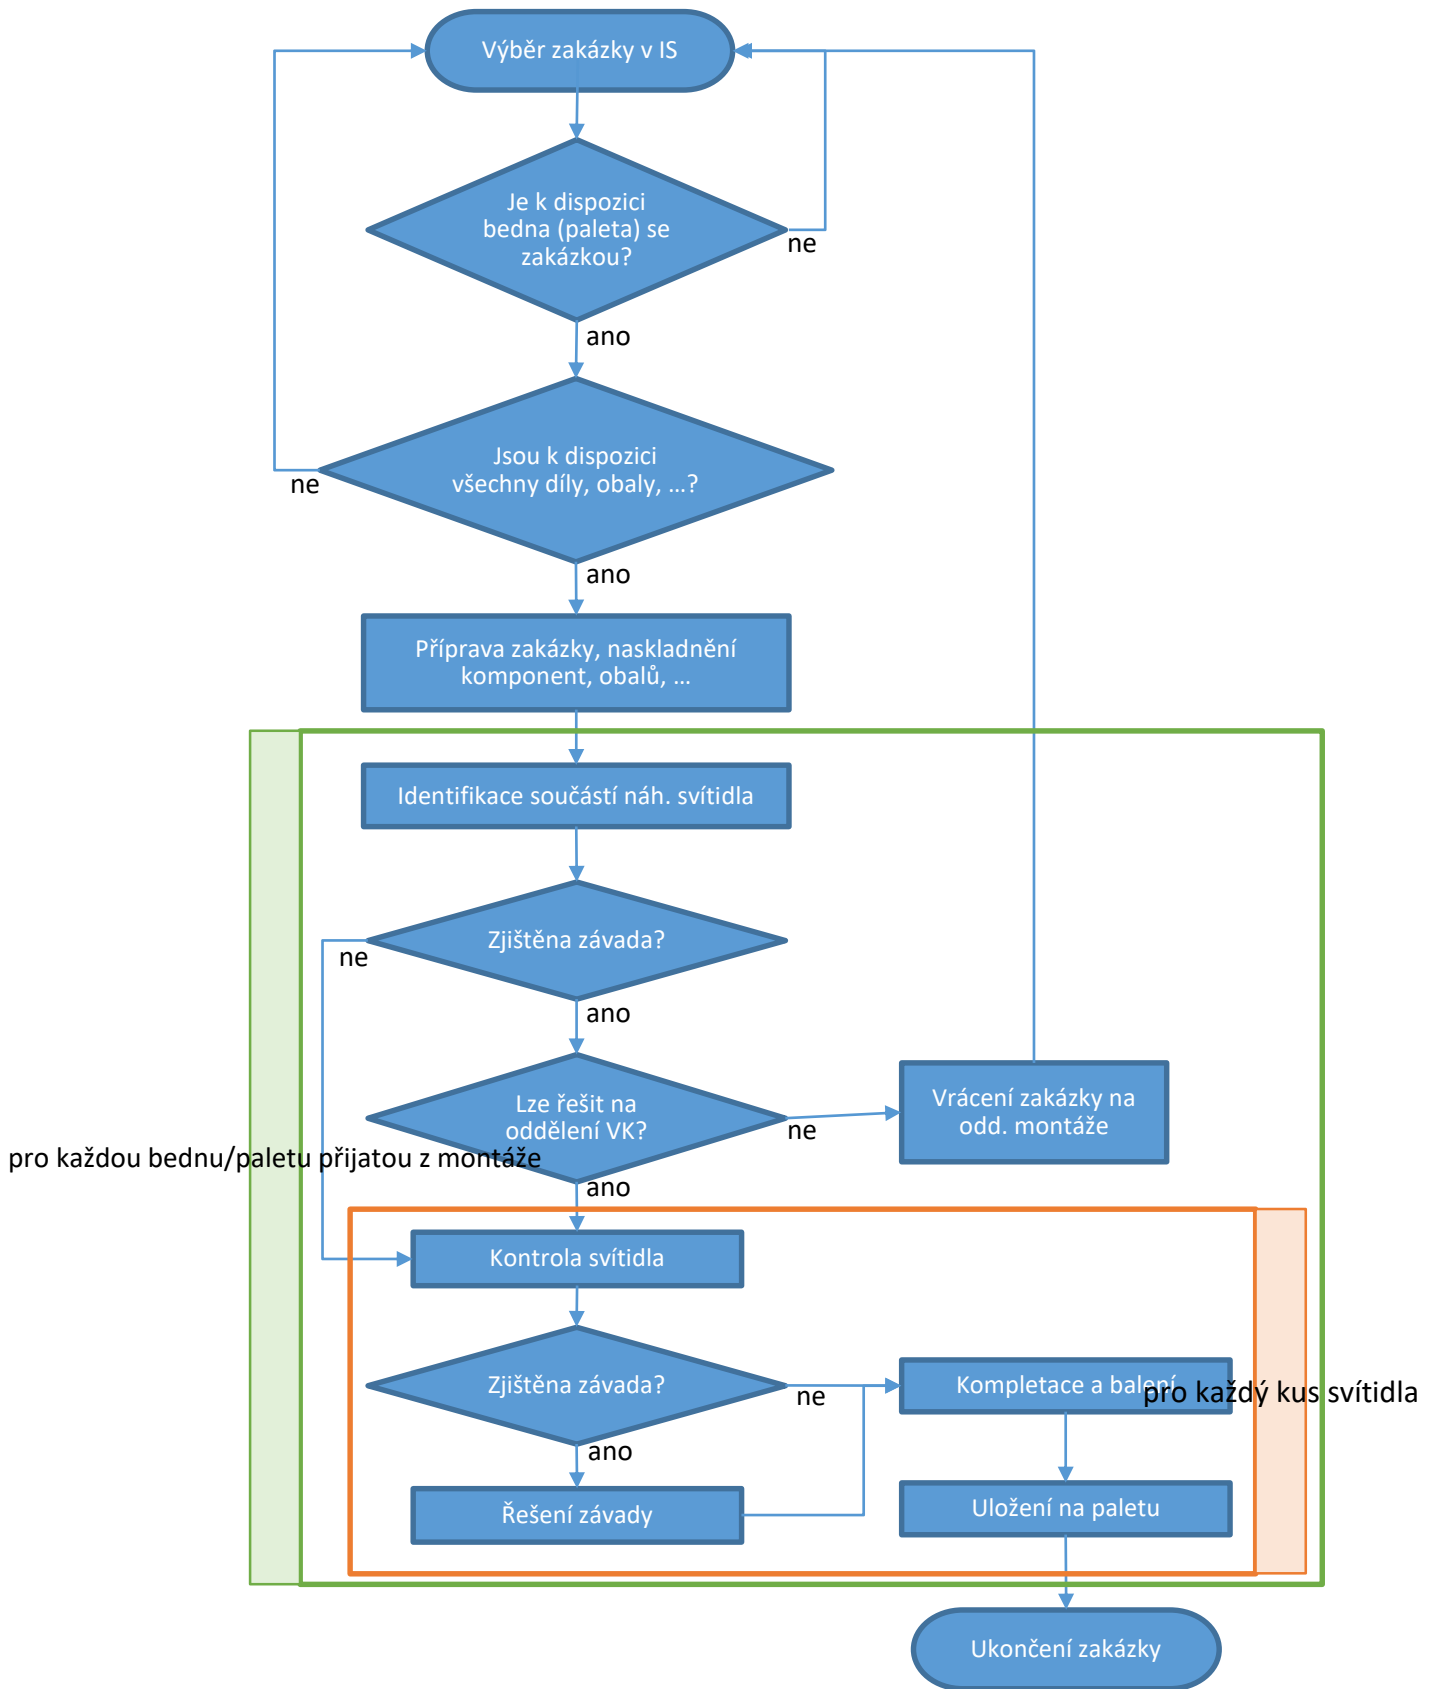 Výběr zakázky v IS
Je k dispozici
bedna (paleta) se
zakázkou?
ne
ano
Jsou k dispozici
všechny díly, obaly, ...?
ne
ano
Příprava zakázky, naskladnění
komponent, obalů, ...
Identifikace součástí náh. svítidla
Zjištěna závada?
ne
ano
Lze řešit na
oddělení VK?
ne
Vrácení zakázky na
odd. montáže
pro každou bednu/paletu přijatou z montáže
ano
Kontrola svítidla
Zjištěna závada?
ne
Kompletace a balení
pro každý kus svítidla
ano
Řešení závady
Uložení na paletu
Ukončení zakázky